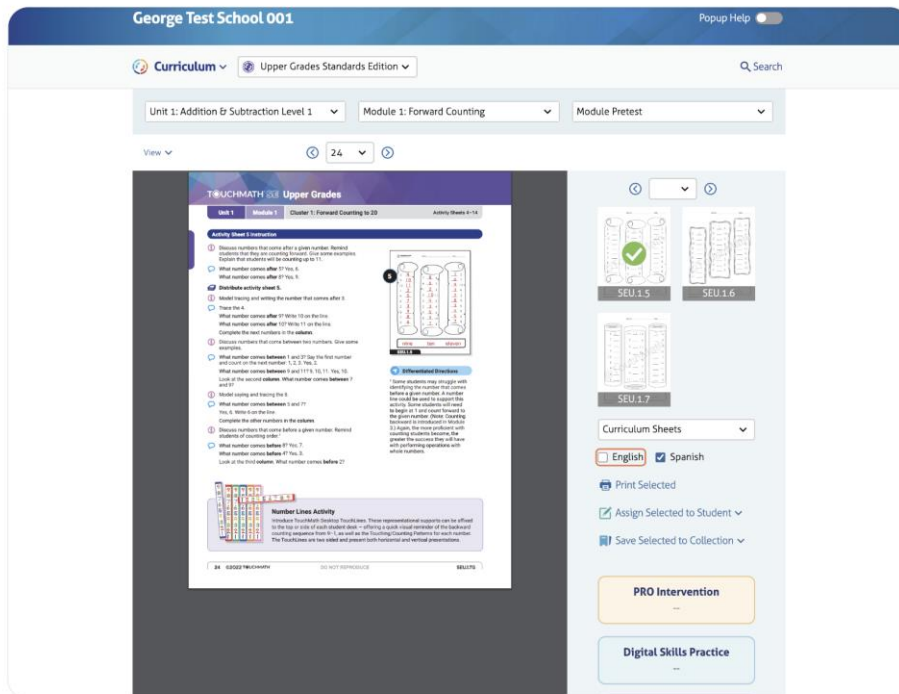 George Test School 001
Popup Help
Curriculum
Upper Grades Standards Edition
Search
Unit 1: Addition & Subtraction Level 1
Module 1: Forward Counting
Module Pretest
View
24
TOUCHMATH PRO Upper Grades
Unit 1
Module 1
Cluster 1: Forward Counting to 20
Activity Sheets 4–14
Activity Sheet 5 Instruction
Discuss numbers that come after a given number. Remind
students that they are counting forward. Give some examples.
Explain that students will be counting up to 11.
What number comes after 5? Yes, 6.
What number comes after 8? Yes, 9.
Distribute activity sheet 5.
Model tracing and writing the number that comes after 3.
Trace the 4.
What number comes after 9? Write 10 on the line.
What number comes after 10? Write 11 on the line.
Complete the next numbers in the column.
Discuss numbers that come between two numbers. Give some
examples.
What number comes between 1 and 3? Say the first number
and count on the next number: 1, 2, 3. Yes, 2.
What number comes between 9 and 11? 9, 10, 11. Yes, 10.
Look at the second column. What number comes between 7
and 9?
Model saying and tracing the 8.
What number comes between 5 and 7?
Yes, 6. Write 6 on the line.
Complete the other numbers in the column.
Discuss numbers that come before a given number. Remind
students of counting order.
What number comes before 8? Yes, 7.
What number comes before 4? Yes, 3.
Look at the third column. What number comes before 2?
5
nine
ten
eleven
Differentiated Directions
Some students may struggle with
identifying the number that comes
before a given number. A number
line could be used to support this
activity. Some students will need
to begin at 1 and count forward to
the given number. (Note: Counting
backward is introduced in Module
3.) Again, the more proficient with
counting students become, the
greater the success they will have
with performing operations with
whole numbers.
Number Lines Activity
Introduce TouchMath Desktop TouchLines. These representational supports can be affixed
to the top or side of each student desk — offering a quick visual reminder of the backward
counting sequence from 9–1, as well as the Touching/Counting Patterns for each number.
The TouchLines are two sided and present both horizontal and vertical presentations.
24 ©2022 TOUCHMATH
DO NOT REPRODUCE
SEU1TG
SEU.1.5
SEU.1.6
SEU.1.7
Curriculum Sheets
English
Spanish
Print Selected
Assign Selected to Student
Save Selected to Collection
PRO Intervention
--
Digital Skills Practice
--